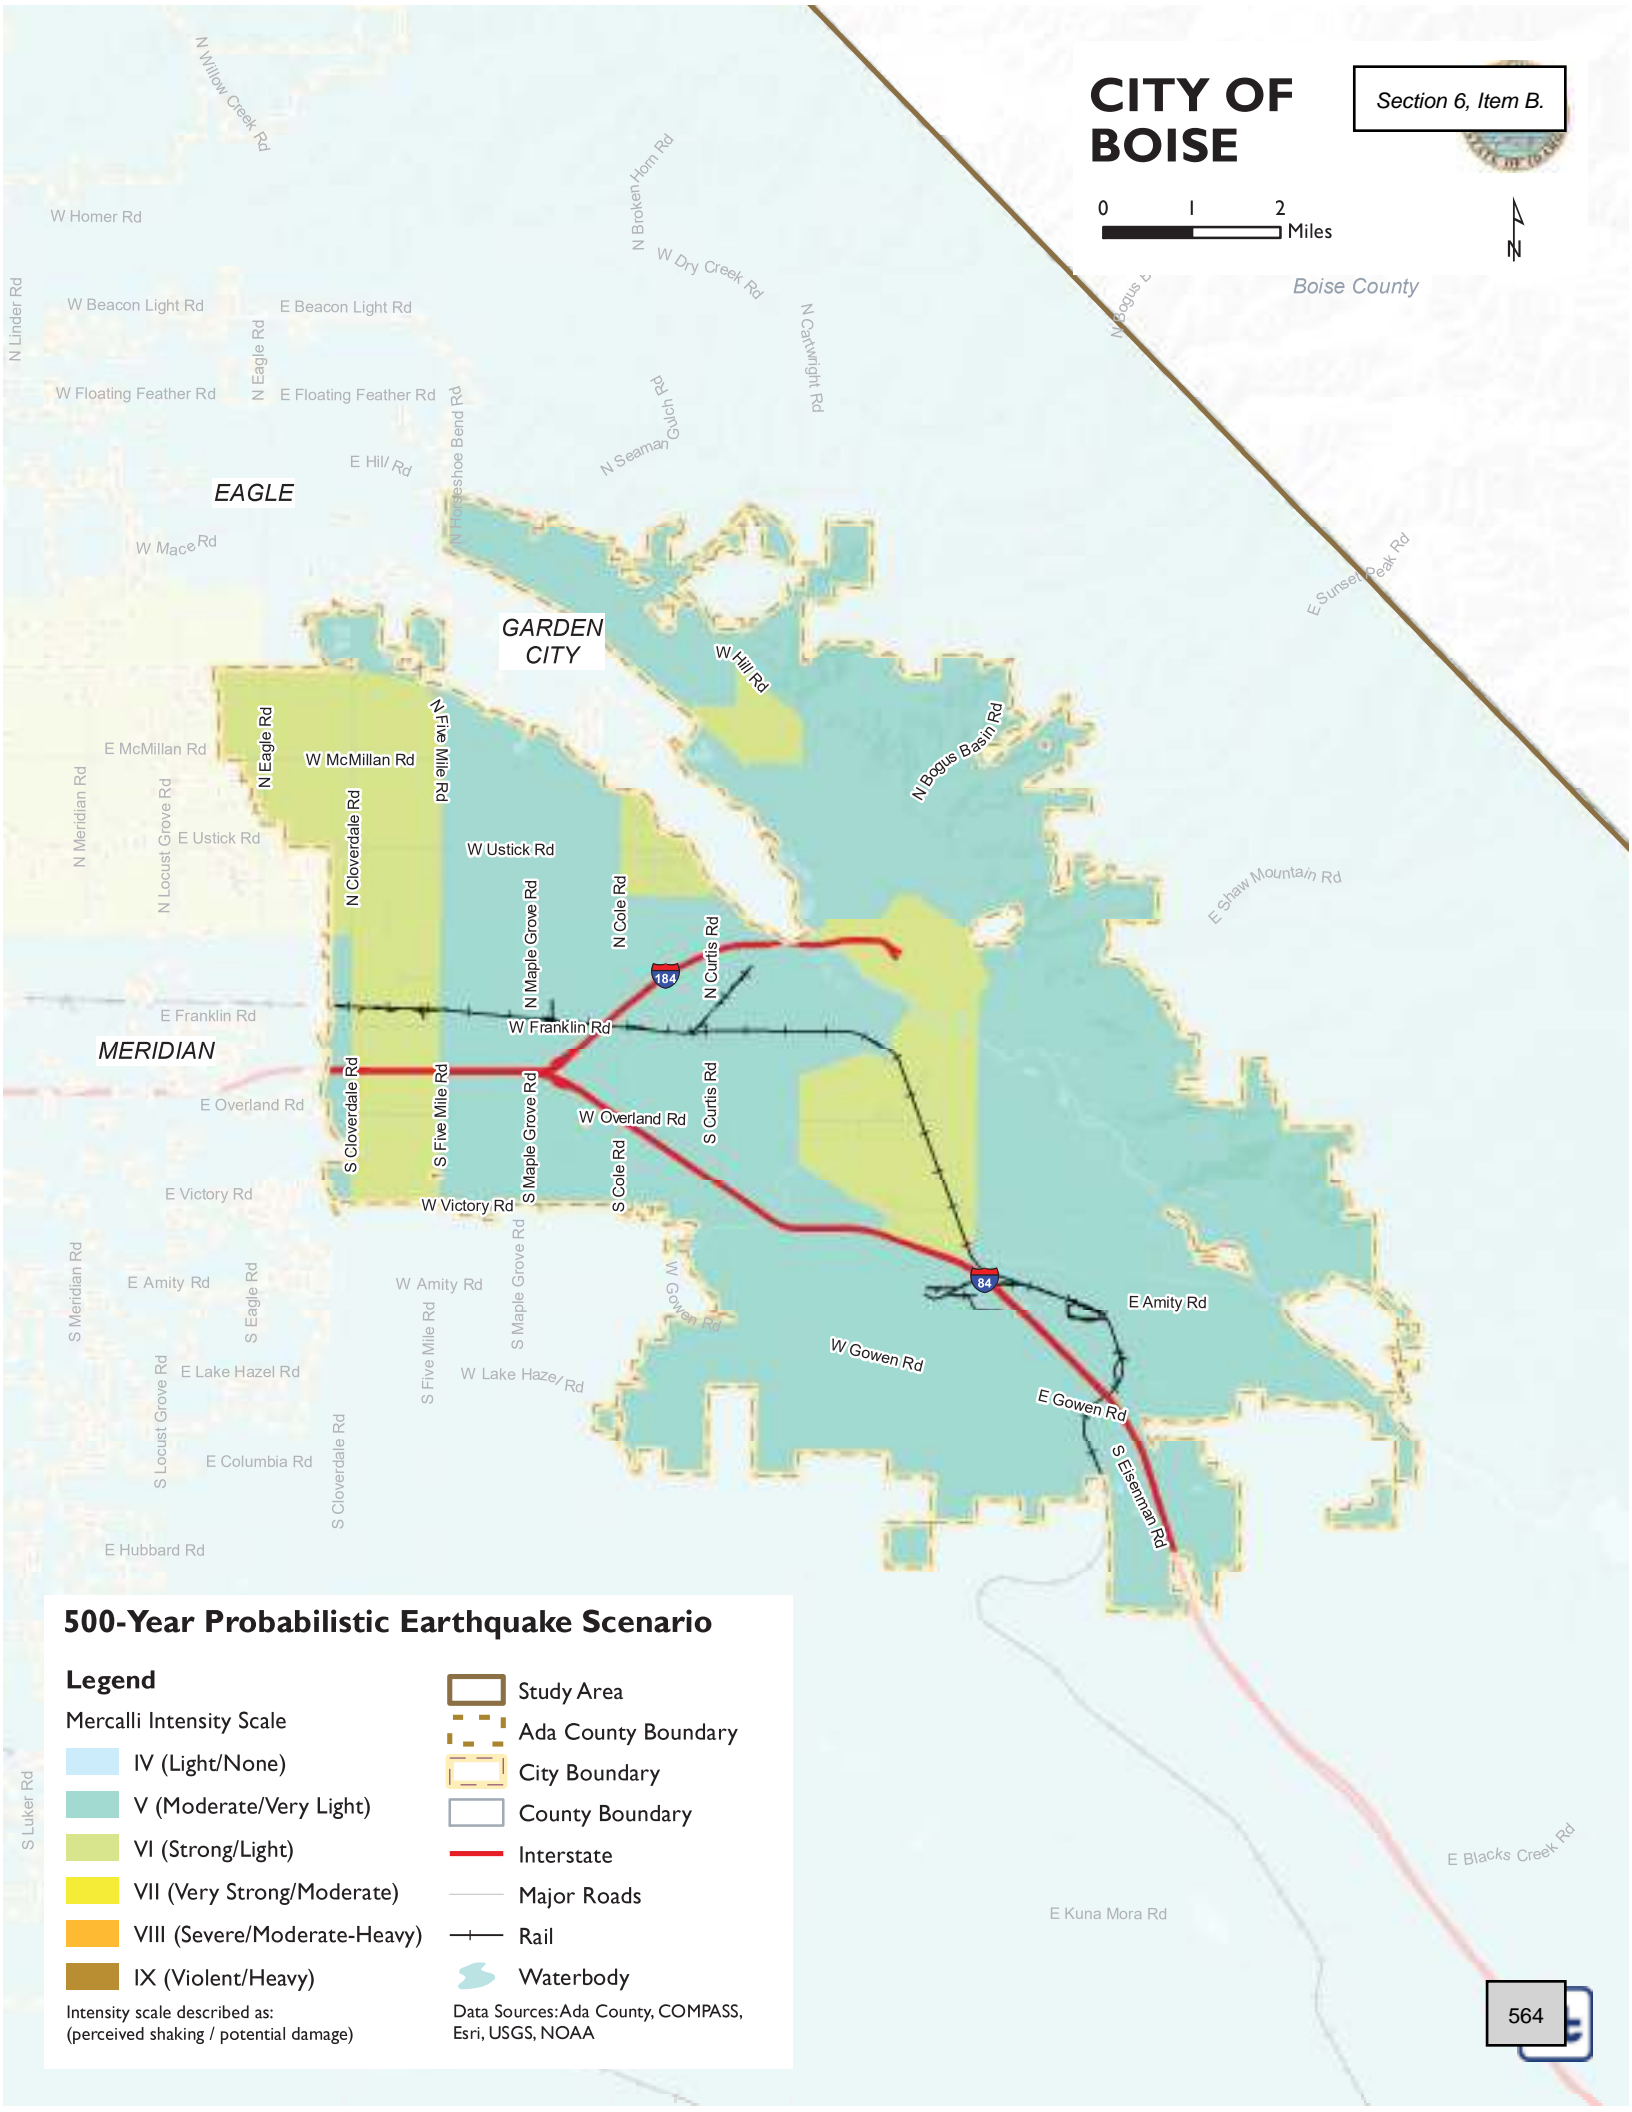 CITY OF
BOISE
Section 6, Item B.
STATE OF IDAHO
0 1 2
Miles
N
Boise County
N Willow Creek Rd
N Broken Horn Rd
W Homer Rd
W Dry Creek Rd
N Linder Rd
W Beacon Light Rd
E Beacon Light Rd
N Eagle Rd
N Cartwright Rd
W Floating Feather Rd
E Floating Feather Rd
N Horseshoe Bend Rd
N Seaman Gulch Rd
E Hill Rd
EAGLE
W Mace Rd
E Sunset Peak Rd
GARDEN
CITY
W Hill Rd
N Bogus Basin Rd
N Eagle Rd
N Five Mile Rd
E McMillan Rd
W McMillan Rd
N Meridian Rd
N Locust Grove Rd
N Cloverdale Rd
E Ustick Rd
W Ustick Rd
E Shaw Mountain Rd
N Maple Grove Rd
N Cole Rd
N Curtis Rd
184
E Franklin Rd
W Franklin Rd
MERIDIAN
E Overland Rd
W Overland Rd
S Cloverdale Rd
S Five Mile Rd
S Maple Grove Rd
S Cole Rd
S Curtis Rd
E Victory Rd
W Victory Rd
S Meridian Rd
E Amity Rd
S Eagle Rd
W Amity Rd
S Maple Grove Rd
W Gowen Rd
84
E Amity Rd
S Five Mile Rd
W Gowen Rd
S Locust Grove Rd
E Lake Hazel Rd
W Lake Hazel Rd
E Gowen Rd
S Cloverdale Rd
E Columbia Rd
S Eisenman Rd
E Hubbard Rd
S Luker Rd
E Blacks Creek Rd
E Kuna Mora Rd
500-Year Probabilistic Earthquake Scenario
Legend
Mercalli Intensity Scale
IV (Light/None)
V (Moderate/Very Light)
VI (Strong/Light)
VII (Very Strong/Moderate)
VIII (Severe/Moderate-Heavy)
IX (Violent/Heavy)
Intensity scale described as:
(perceived shaking / potential damage)
Study Area
Ada County Boundary
City Boundary
County Boundary
Interstate
Major Roads
Rail
Waterbody
Data Sources: Ada County, COMPASS,
Esri, USGS, NOAA
564